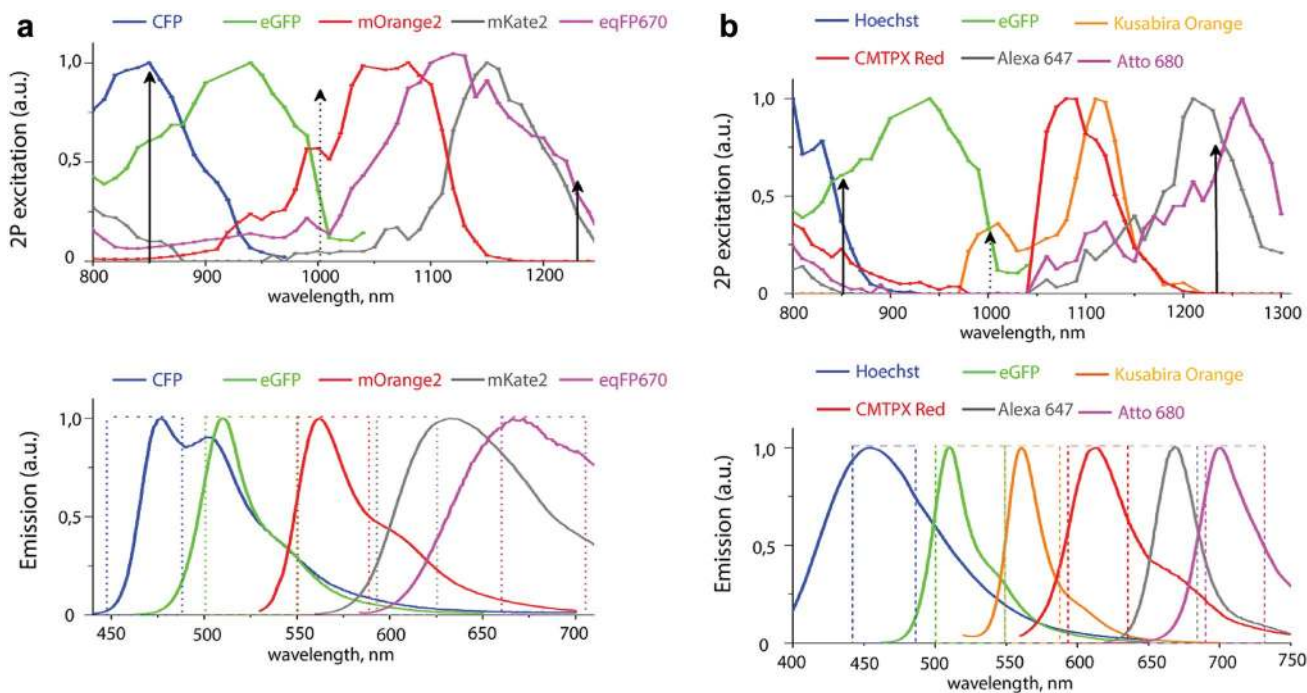 a
CFP eGFP mOrange2 mKate2 eqFP670
2P excitation (a.u.)
1,0
0,5
0
800 900 1000 1100 1200
wavelength, nm
CFP eGFP mOrange2 mKate2 eqFP670
Emission (a.u.)
1,0
0,5
0
450 500 550 600 650 700
wavelength, nm
b
Hoechst eGFP Kusabira Orange
CMTPX Red Alexa 647 Atto 680
2P excitation (a.u.)
1,0
0,5
0
800 900 1000 1100 1200 1300
wavelength, nm
Hoechst eGFP Kusabira Orange
CMTPX Red Alexa 647 Atto 680
Emission (a.u.)
1,0
0,5
0
400 450 500 550 600 650 700 750
wavelength, nm